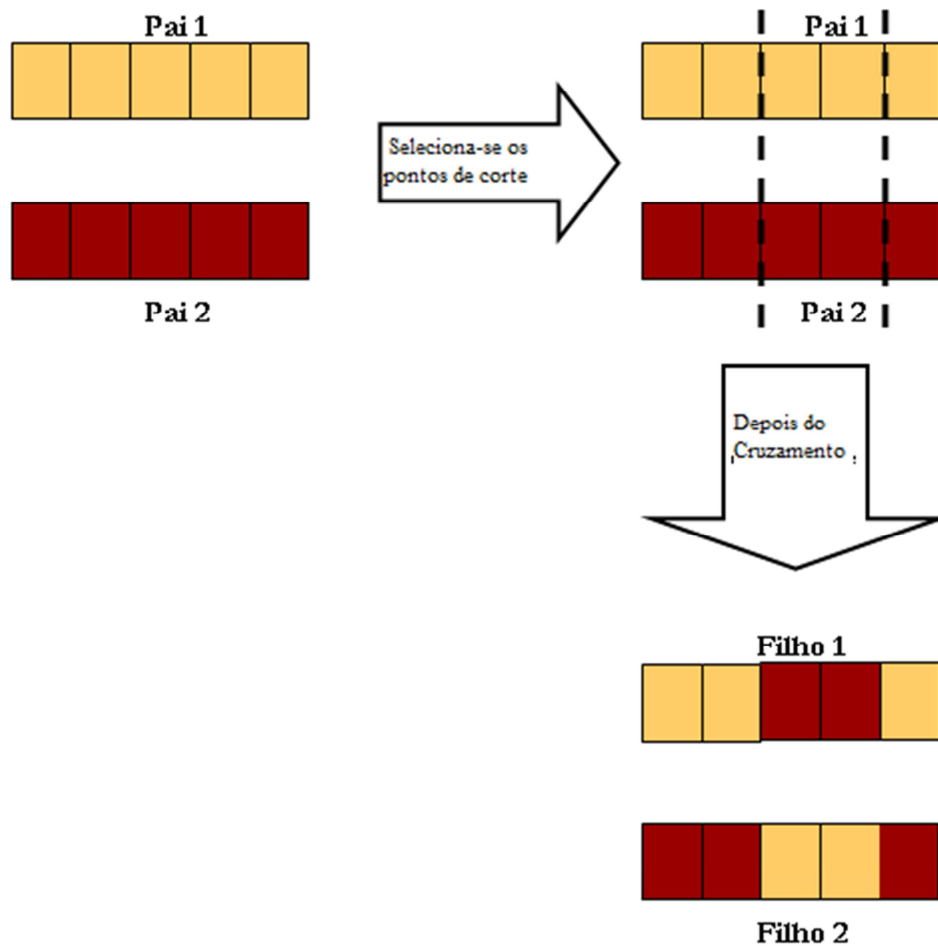 Pai 1
Pai 1
Seleciona-se os
pontos de corte
Pai 2
Pai 2
Depois do
Cruzamento
Filho 1
Filho 2